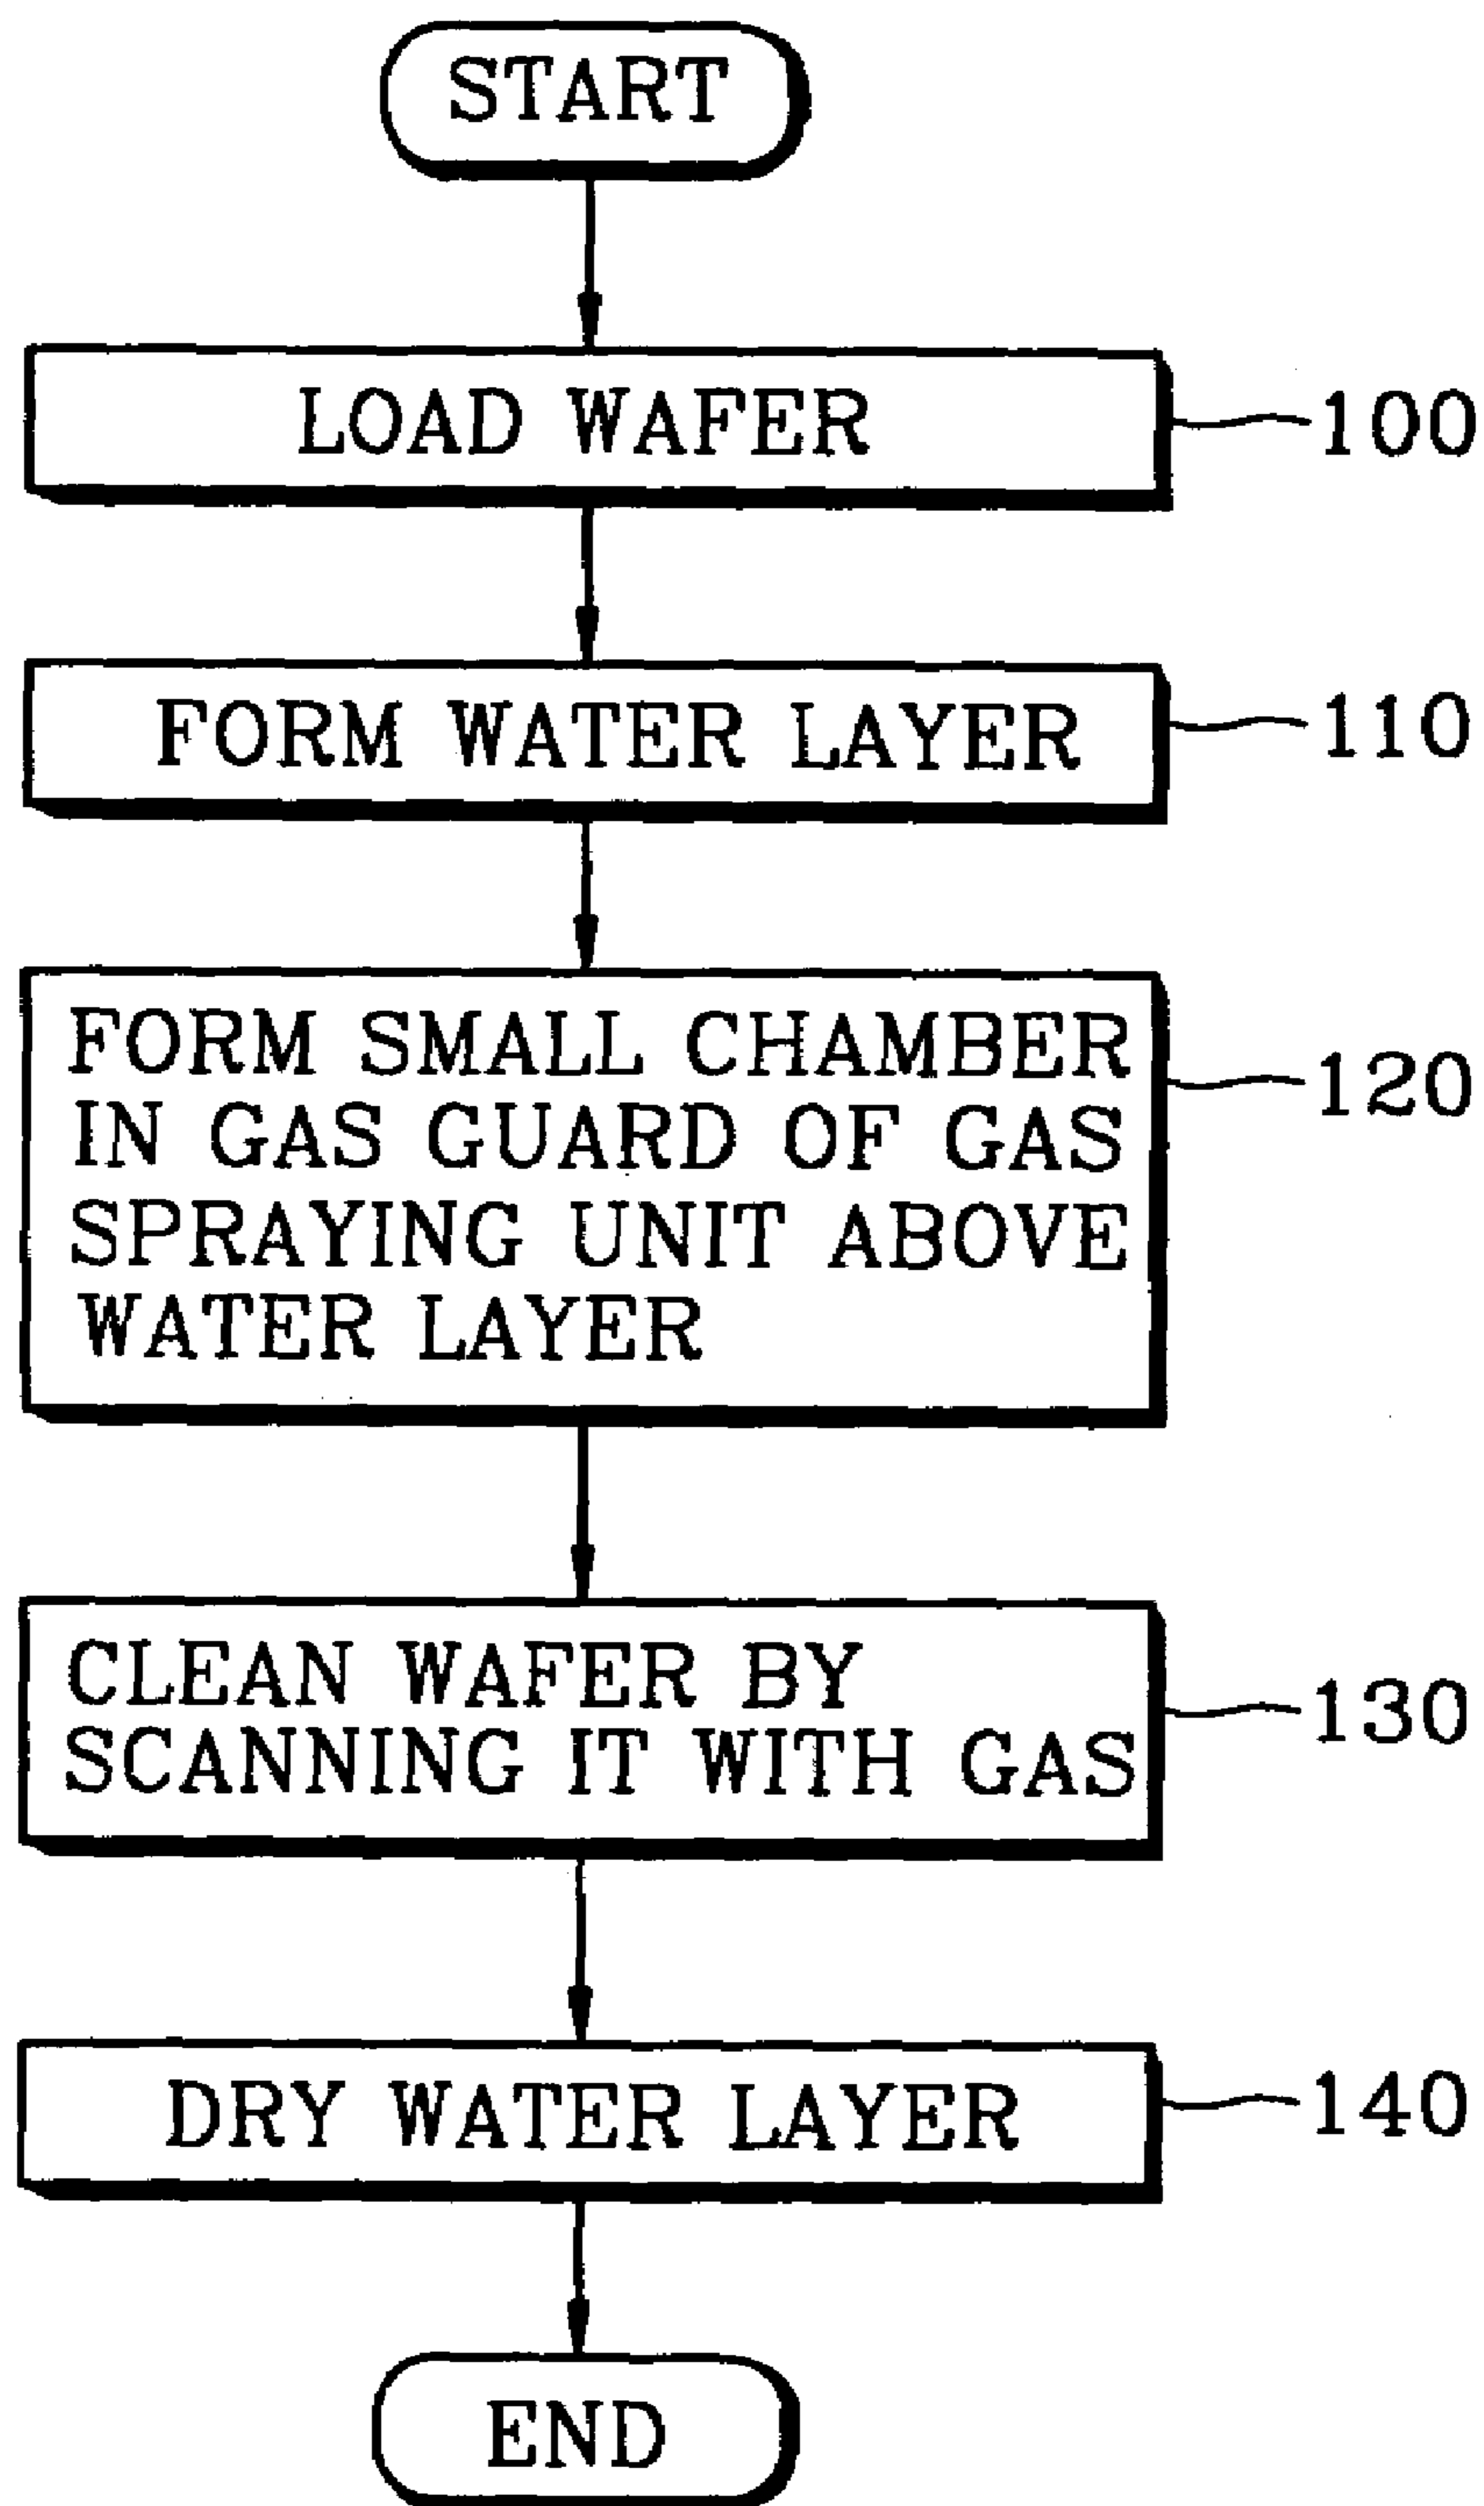 START
LOAD WAFER
100
FORM WATER LAYER
110
FORM SMALL CHAMBER
IN GAS GUARD OF GAS
SPRAYING UNIT ABOVE
WATER LAYER
120
CLEAN WAFER BY
SCANNING IT WITH GAS
130
DRY WATER LAYER
140
END